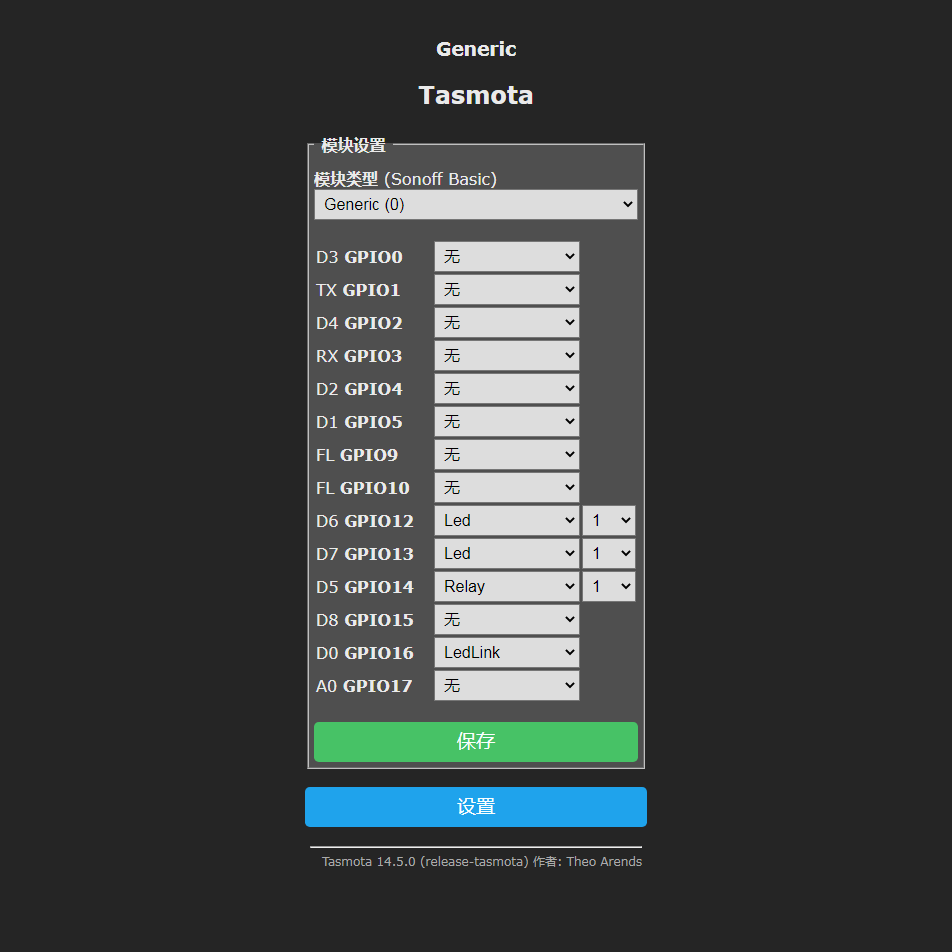 Generic
Tasmota
模块设置
模块类型 (Sonoff Basic)
Generic (0)
D3 GPIO0 无
TX GPIO1 无
D4 GPIO2 无
RX GPIO3 无
D2 GPIO4 无
D1 GPIO5 无
FL GPIO9 无
FL GPIO10 无
D6 GPIO12 Led 1
D7 GPIO13 Led 1
D5 GPIO14 Relay 1
D8 GPIO15 无
D0 GPIO16 LedLink
A0 GPIO17 无
保存
设置
Tasmota 14.5.0 (release-tasmota) 作者: Theo Arends